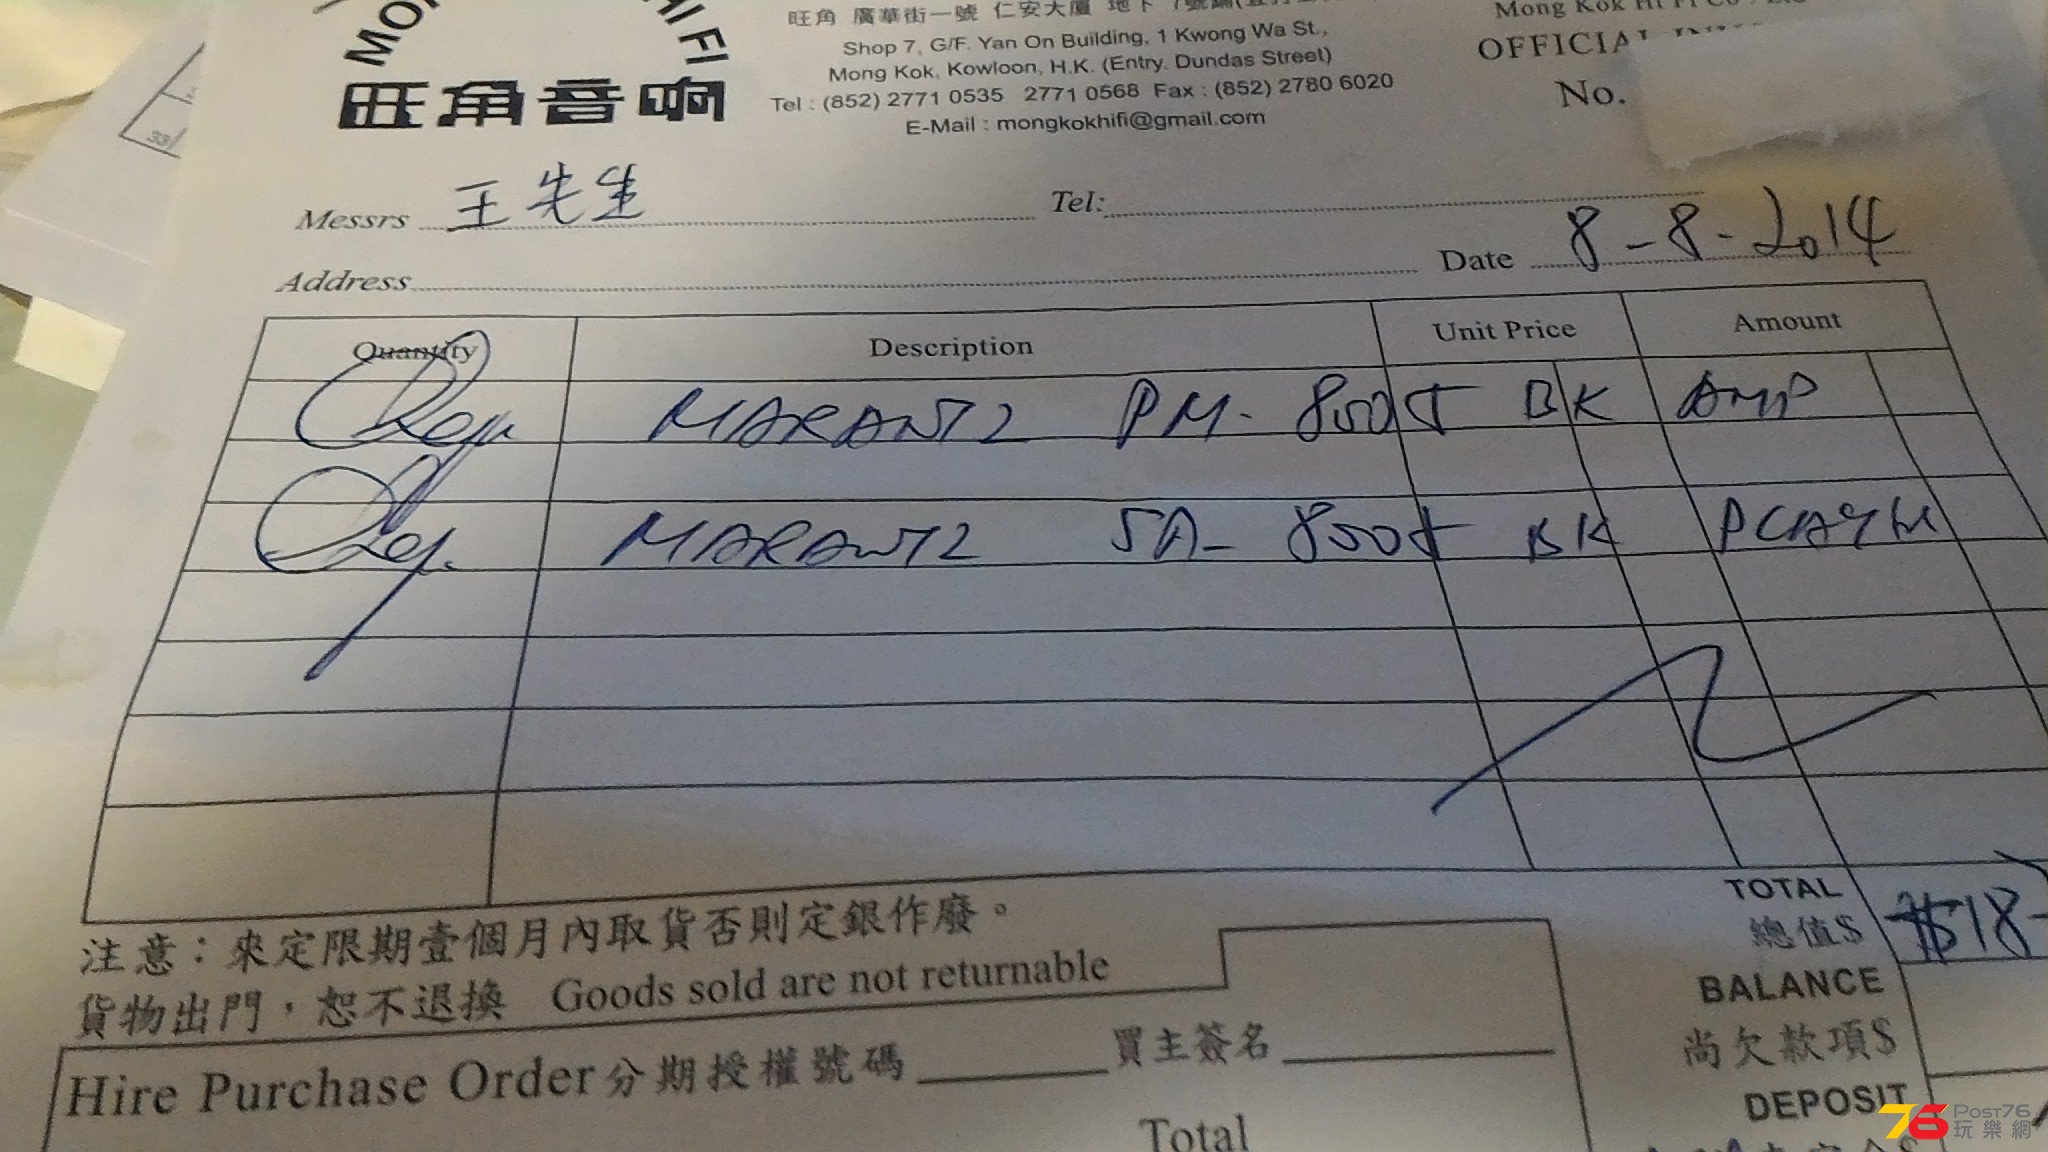 旺角 廣華街一號 仁安大廈 地下
Shop 7, G/F. Yan On Building, 1 Kwong Wa St.,
Mong Kok, Kowloon, H.K. (Entry. Dundas Street)
Tel : (852) 2771 0535 2771 0568 Fax : (852) 2780 6020
E-Mail : mongkokhifi@gmail.com
HI FI
旺角音响
Mong Kok Hi Fi Co
OFFICIAL
No.
Messrs 王先生 Tel:
Address Date 8-8-2014
Quantity Description Unit Price Amount
MARANTZ PM-8005 BK AMP
MARANTZ SA-8005 BK PLAYER
注意：來定限期壹個月內取貨否則定銀作廢。
貨物出門，恕不退換 Goods sold are not returnable
TOTAL
總值$ $18
BALANCE
尚欠款項$
DEPOSIT
Hire Purchase Order 分期授權號碼 買主簽名
Total
76 Post76
玩樂網